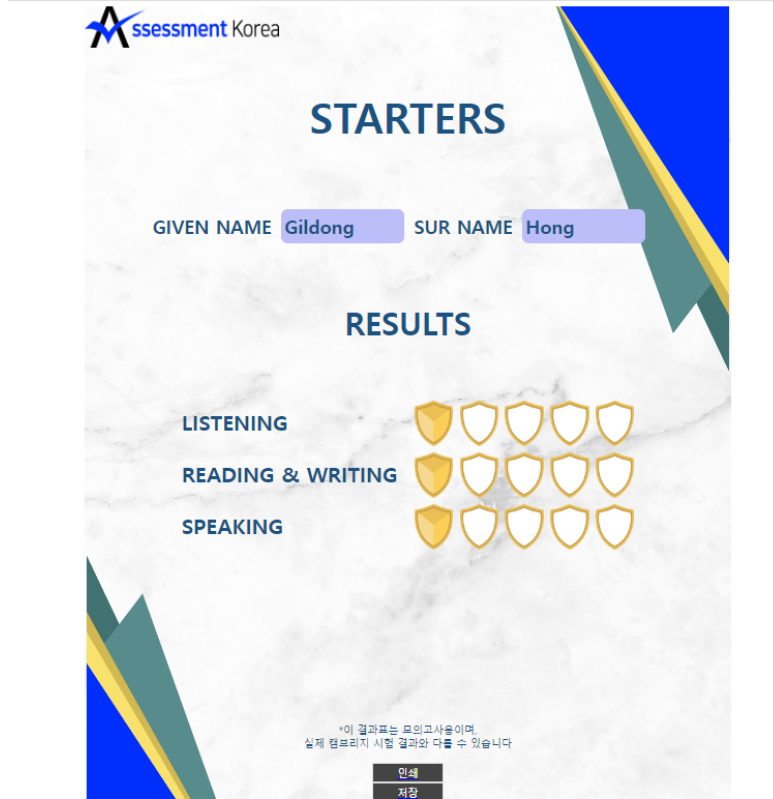 Assessment Korea
STARTERS
GIVEN NAME Gildong SUR NAME Hong
RESULTS
LISTENING
READING & WRITING
SPEAKING
*이 결과표는 모의고사용이며,
실제 캠브리지 시험 결과와 다를 수 있습니다
인쇄
저장